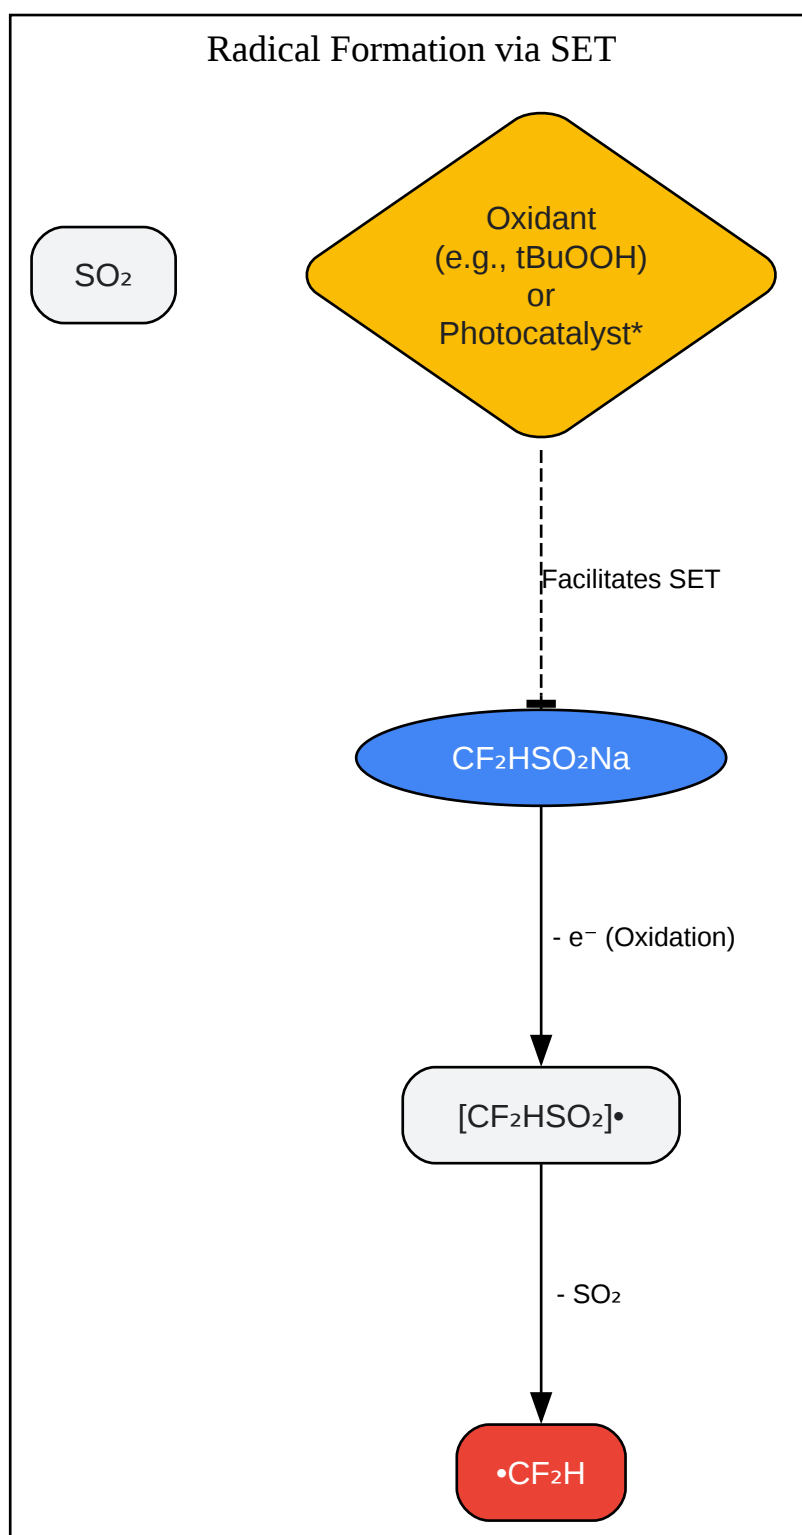 Radical Formation via SET
SO₂
Oxidant
(e.g., tBuOOH)
or
Photocatalyst*
Facilitates SET
CF₂HSO₂Na
- e⁻ (Oxidation)
[CF₂HSO₂]•
- SO₂
•CF₂H